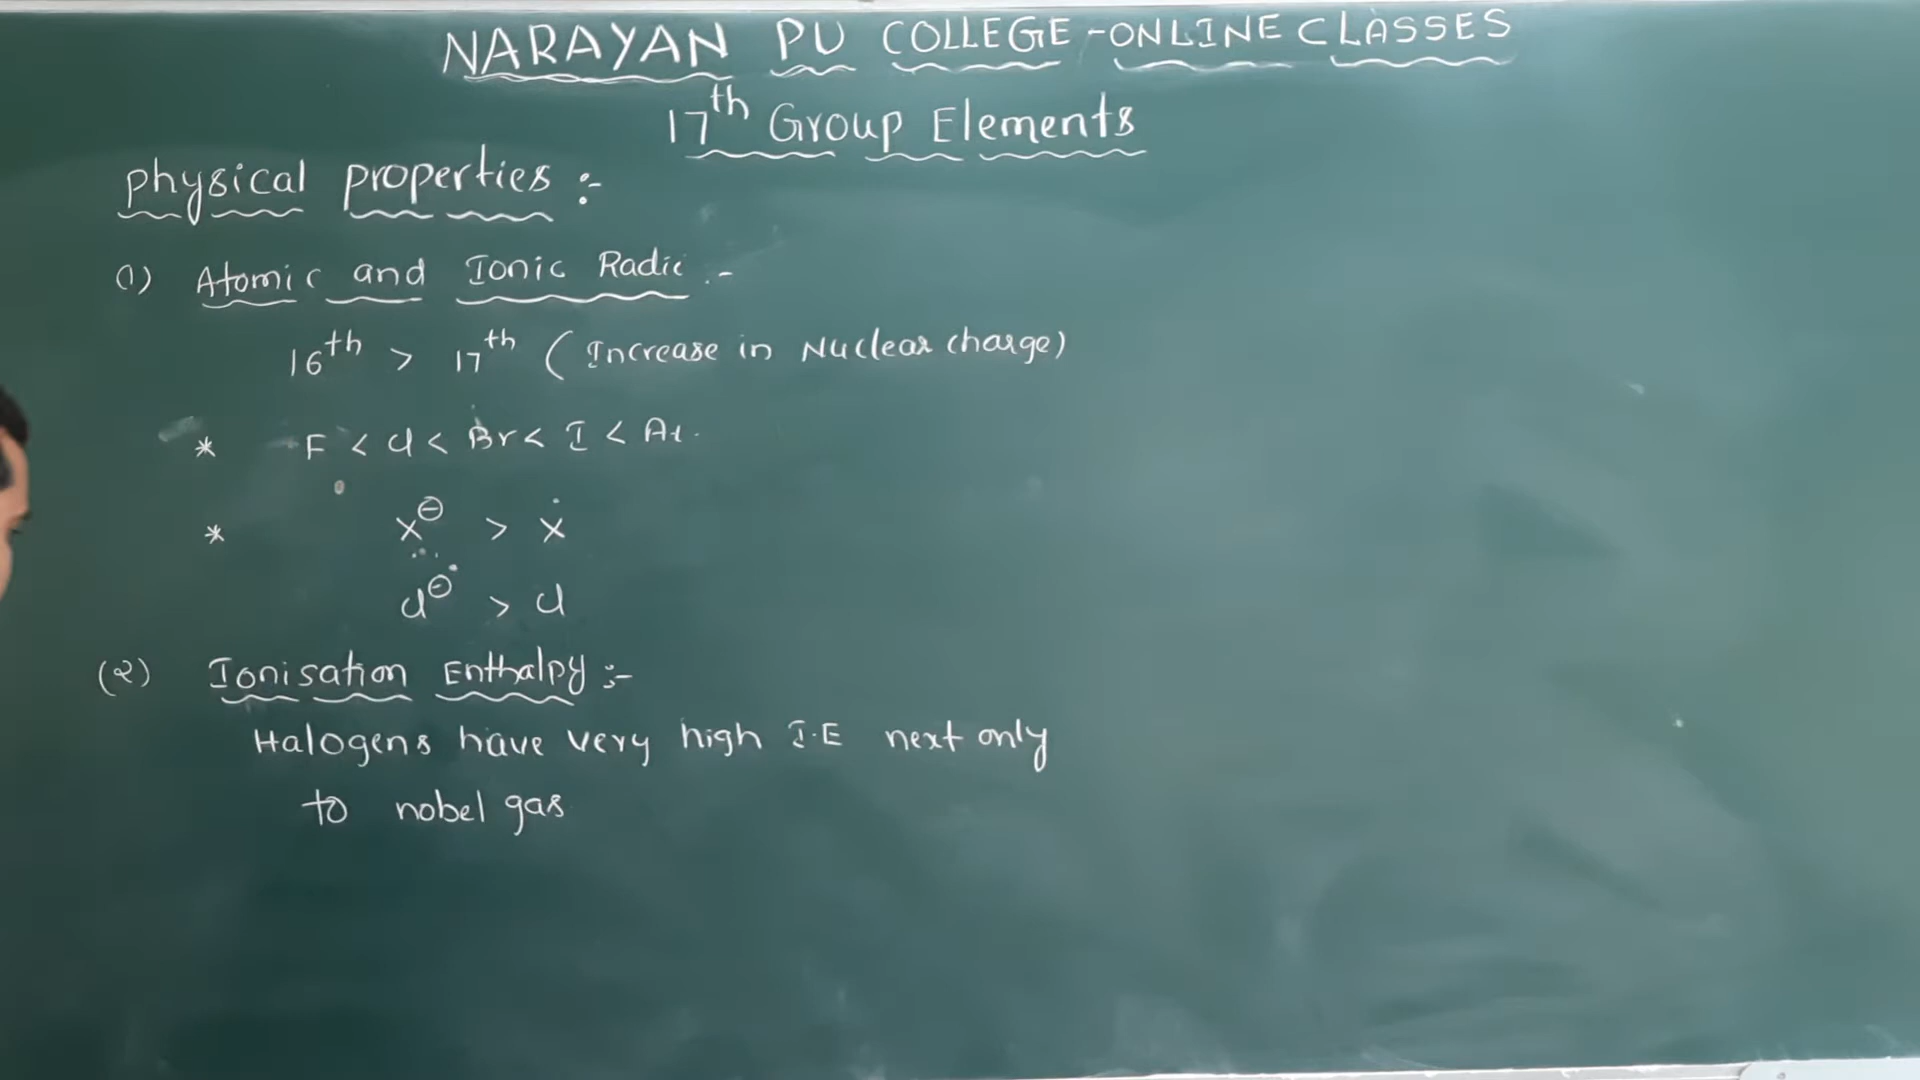 NARAYAN PU COLLEGE - ONLINE CLASSES
17th Group Elements
Physical properties :-
(1) Atomic and Ionic Radii :-
16th > 17th (Increase in Nuclear charge)
* F < Cl < Br < I < At.
* X⊖ > Ẋ
Cl⊖ > Cl
(2) Ionisation Enthalpy :-
Halogens have very high I.E next only
to nobel gas